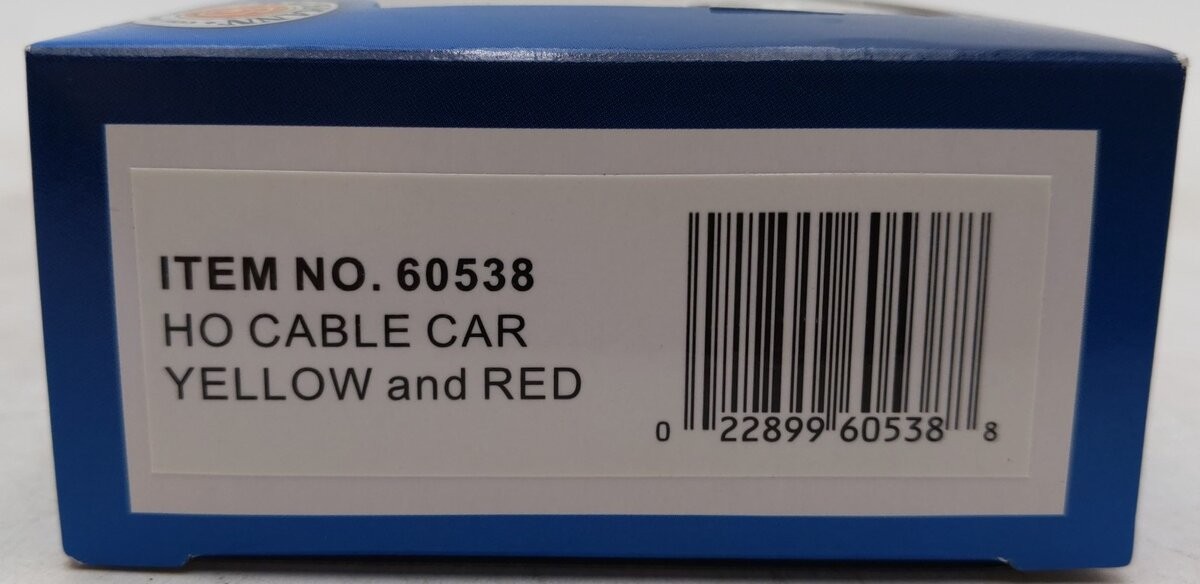 ITEM NO. 60538
HO CABLE CAR
YELLOW and RED
0 22899 60538 8